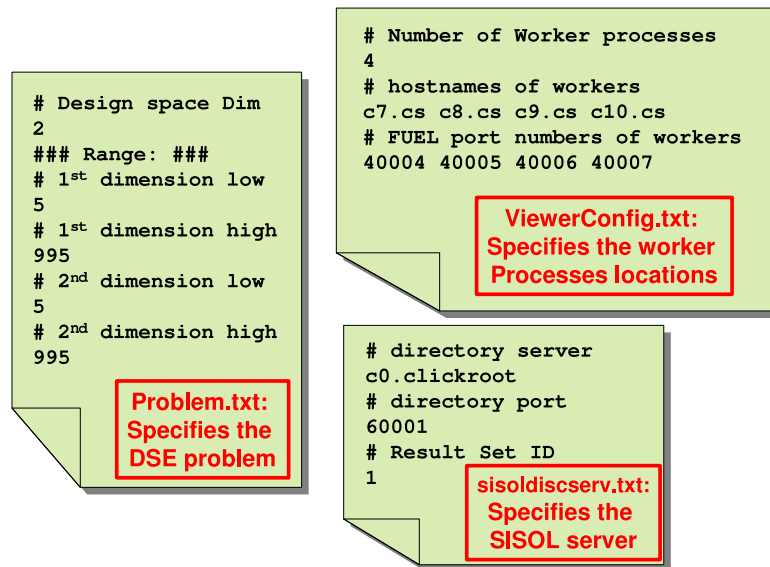 # Design space Dim
2
### Range: ###
# 1st dimension low
5
# 1st dimension high
995
# 2nd dimension low
5
# 2nd dimension high
995
Problem.txt:
Specifies the
DSE problem
# Number of Worker processes
4
# hostnames of workers
c7.cs c8.cs c9.cs c10.cs
# FUEL port numbers of workers
40004 40005 40006 40007
ViewerConfig.txt:
Specifies the worker
Processes locations
# directory server
c0.clickroot
# directory port
60001
# Result Set ID
1
sisoldiscserv.txt:
Specifies the
SISOL server